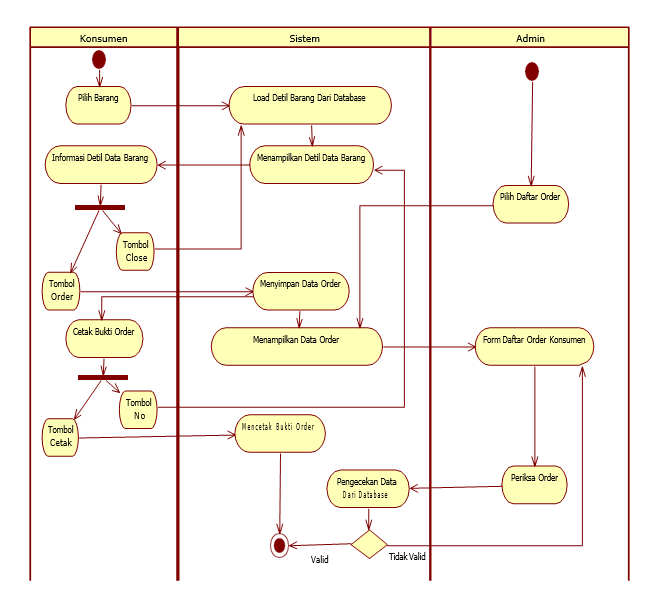 Konsumen
Sistem
Admin
Pilih Barang
Load Detil Barang Dari Database
Informasi Detil Data Barang
Menampilkan Detil Data Barang
Pilih Daftar Order
Tombol
Close
Tombol
Order
Menyimpan Data Order
Cetak Bukti Order
Menampilkan Data Order
Form Daftar Order Konsumen
Tombol
No
Tombol
Cetak
Mencetak Bukti Order
Pengecekan Data
Dari Database
Periksa Order
Valid
Tidak Valid